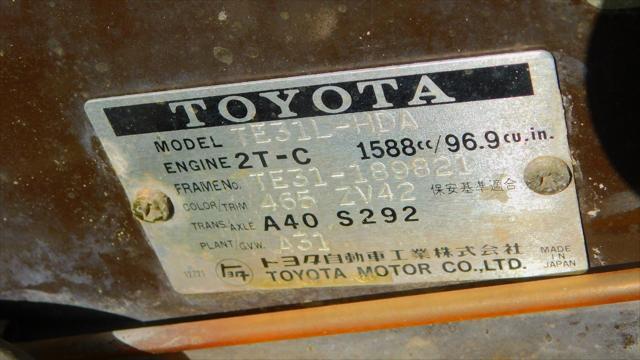 TOYOTA
MODEL TE31L-HDA
ENGINE 2T-C 1588cc/96.9cu.in.
FRAME No. TE31-189821
COLOR/TRIM 465 ZV42 保安基準適合
TRANS./AXLE A40 S292
PLANT/GVW. A31
トヨタ自動車工業株式会社
TOYOTA MOTOR CO.,LTD.
MADE IN JAPAN